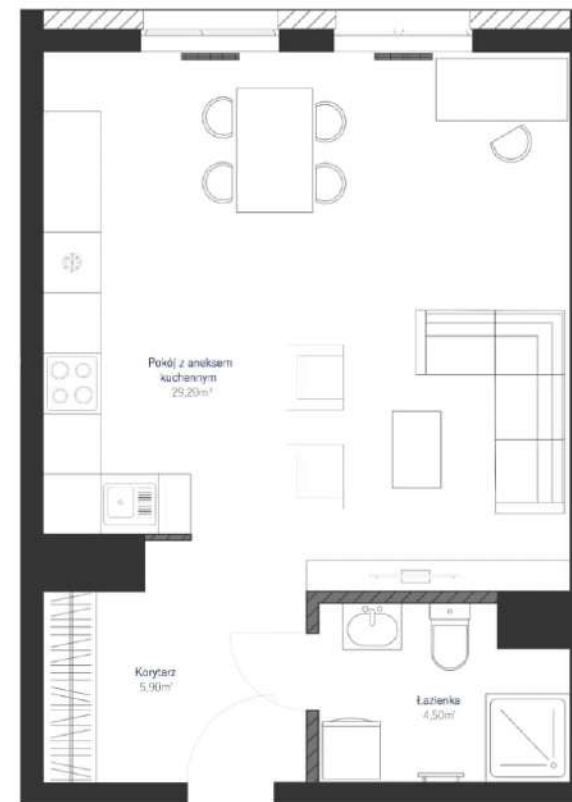 Pokój z aneksem
kuchennym
29,20m²
Korytarz
5,90m²
Łazienka
4,50m²